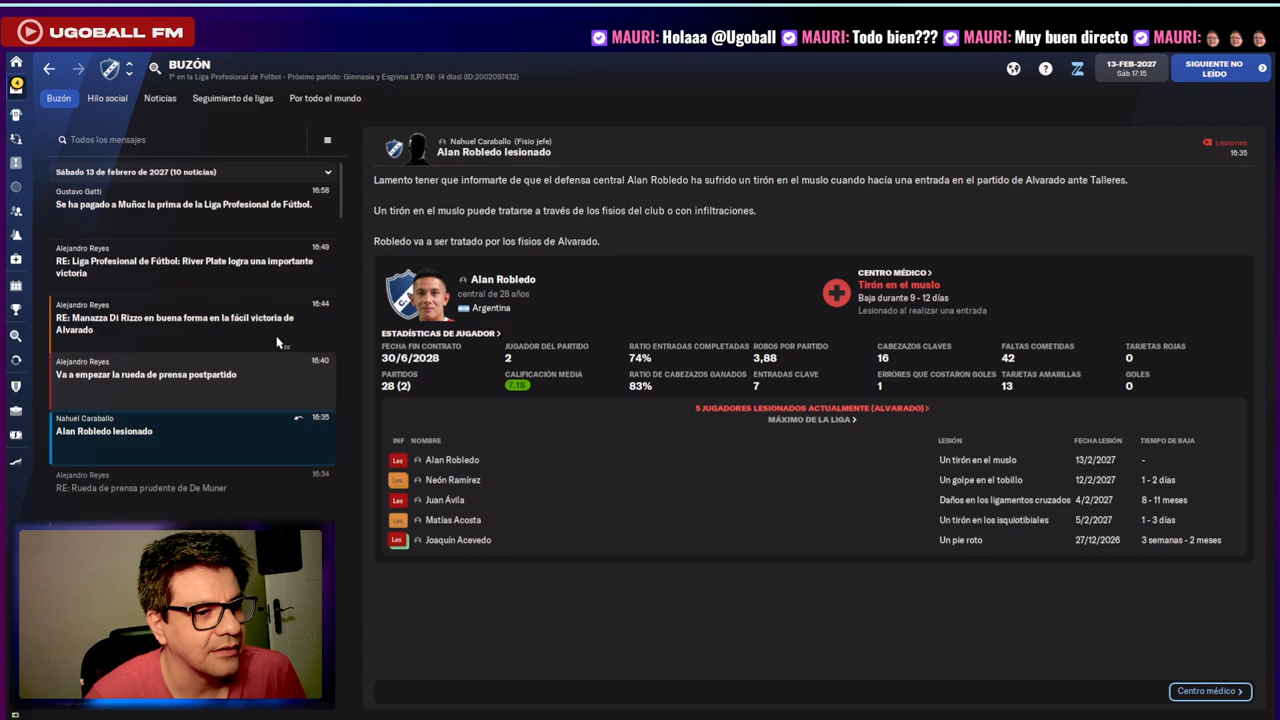 UGOBALL FM
MAURI: Holaaa @Ugoball MAURI: Todo bien??? MAURI: Muy buen directo MAURI:
4
BUZÓN
1º en la Liga Profesional de Fútbol - Próximo partido: Gimnasia y Esgrima (LP) (N) (4 días) (ID:2002097432)
13-FEB-2027
Sáb 17:15
SIGUIENTE NO LEÍDO
Buzón
Hilo social
Noticias
Seguimiento de ligas
Por todo el mundo
Todos los mensajes
Sábado 13 de febrero de 2027 (10 noticias)
Gustavo Gatti 16:58
Se ha pagado a Muñoz la prima de la Liga Profesional de Fútbol.
Alejandro Reyes 16:49
RE: Liga Profesional de Fútbol: River Plate logra una importante
victoria
Alejandro Reyes 16:44
RE: Manazza Di Rizzo en buena forma en la fácil victoria de
Alvarado
Alejandro Reyes 16:40
Va a empezar la rueda de prensa postpartido
Nahuel Caraballo 16:35
Alan Robledo lesionado
Alejandro Reyes 16:34
RE: Rueda de prensa prudente de De Muner
Nahuel Caraballo (Fisio jefe)
Alan Robledo lesionado
Lesiones
16:35
Lamento tener que informarte de que el defensa central Alan Robledo ha sufrido un tirón en el muslo cuando hacía una entrada en el partido de Alvarado ante Talleres.
Un tirón en el muslo puede tratarse a través de los fisios del club o con infiltraciones.
Robledo va a ser tratado por los fisios de Alvarado.
Alan Robledo
central de 28 años
Argentina
CENTRO MÉDICO
Tirón en el muslo
Baja durante 9 - 12 días
Lesionado al realizar una entrada
ESTADÍSTICAS DE JUGADOR
FECHA FIN CONTRATO JUGADOR DEL PARTIDO RATIO ENTRADAS COMPLETADAS ROBOS POR PARTIDO CABEZAZOS CLAVES FALTAS COMETIDAS TARJETAS ROJAS
30/6/2028 2 74% 3,88 16 42 0
PARTIDOS CALIFICACIÓN MEDIA RATIO DE CABEZAZOS GANADOS ENTRADAS CLAVE ERRORES QUE COSTARON GOLES TARJETAS AMARILLAS GOLES
28 (2) 7.18 83% 7 1 13 0
5 JUGADORES LESIONADOS ACTUALMENTE (ALVARADO)
MÁXIMO DE LA LIGA
INF NOMBRE LESIÓN FECHA LESIÓN TIEMPO DE BAJA
Les Alan Robledo Un tirón en el muslo 13/2/2027 -
Les Neón Ramírez Un golpe en el tobillo 12/2/2027 1 - 2 días
Les Juan Ávila Daños en los ligamentos cruzados 4/2/2027 8 - 11 meses
Les Matías Acosta Un tirón en los isquiotibiales 5/2/2027 1 - 3 días
Les Joaquín Acevedo Un pie roto 27/12/2026 3 semanas - 2 meses
Centro médico